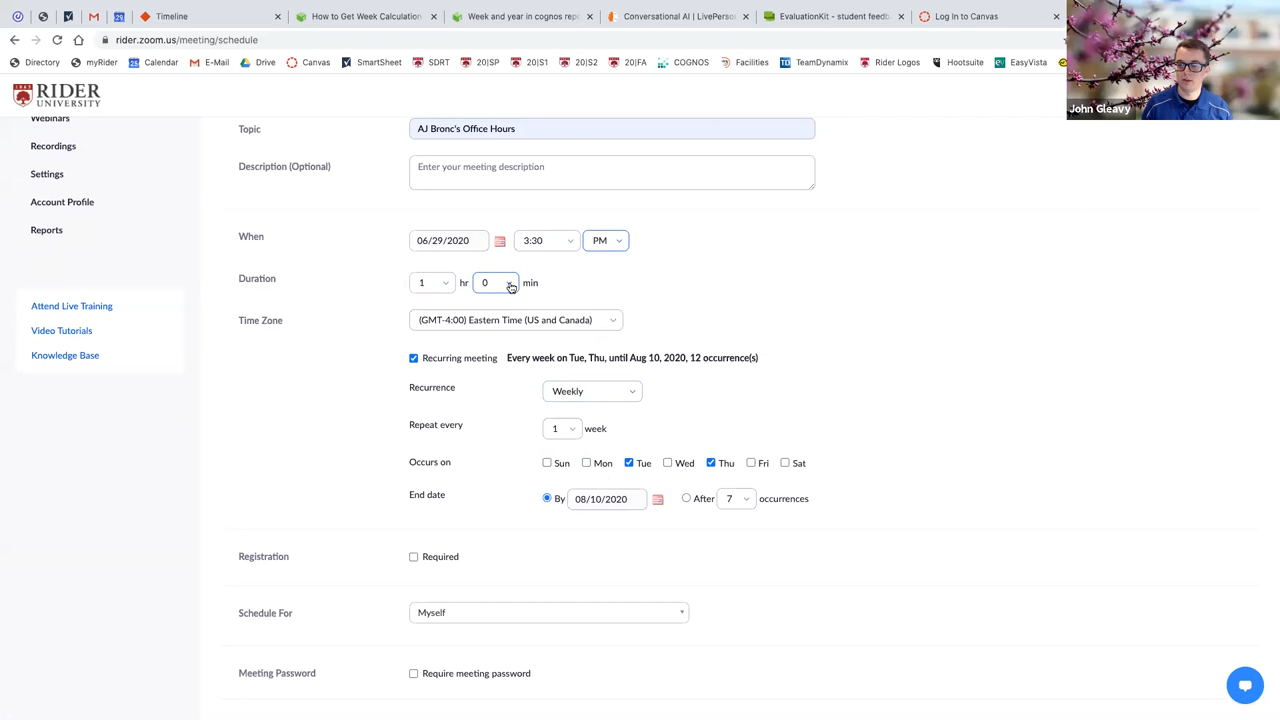 Timeline
How to Get Week Calculation
Week and year in cognos repo
Conversational AI | LivePerson
EvaluationKit - student feedb
Log In to Canvas
rider.zoom.us/meeting/schedule
Directory
myRider
Calendar
E-Mail
Drive
Canvas
SmartSheet
SDRT
20|SP
20|S1
20|S2
20|FA
COGNOS
Facilities
TeamDynamix
Rider Logos
Hootsuite
EasyVista
John Gleavy
RIDER
UNIVERSITY
Webinars
Recordings
Settings
Account Profile
Reports
Attend Live Training
Video Tutorials
Knowledge Base
Topic
AJ Bronc's Office Hours
Description (Optional)
Enter your meeting description
When
06/29/2020
3:30
PM
Duration
1
hr
0
min
Time Zone
(GMT-4:00) Eastern Time (US and Canada)
Recurring meeting Every week on Tue, Thu, until Aug 10, 2020, 12 occurrence(s)
Recurrence
Weekly
Repeat every
1
week
Occurs on
Sun Mon Tue Wed Thu Fri Sat
End date
By 08/10/2020
After 7 occurrences
Registration
Required
Schedule For
Myself
Meeting Password
Require meeting password